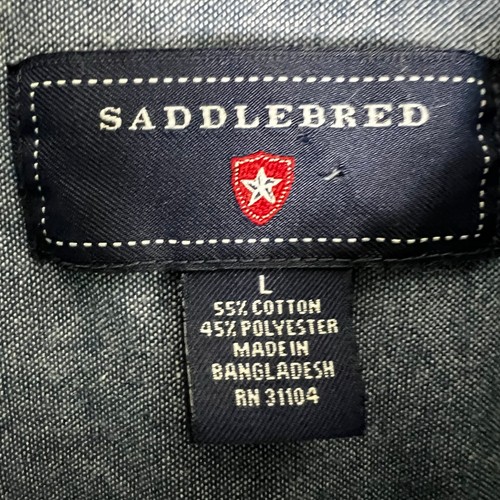 SADDLEBRED
L
55% COTTON
45% POLYESTER
MADE IN
BANGLADESH
RN 31104